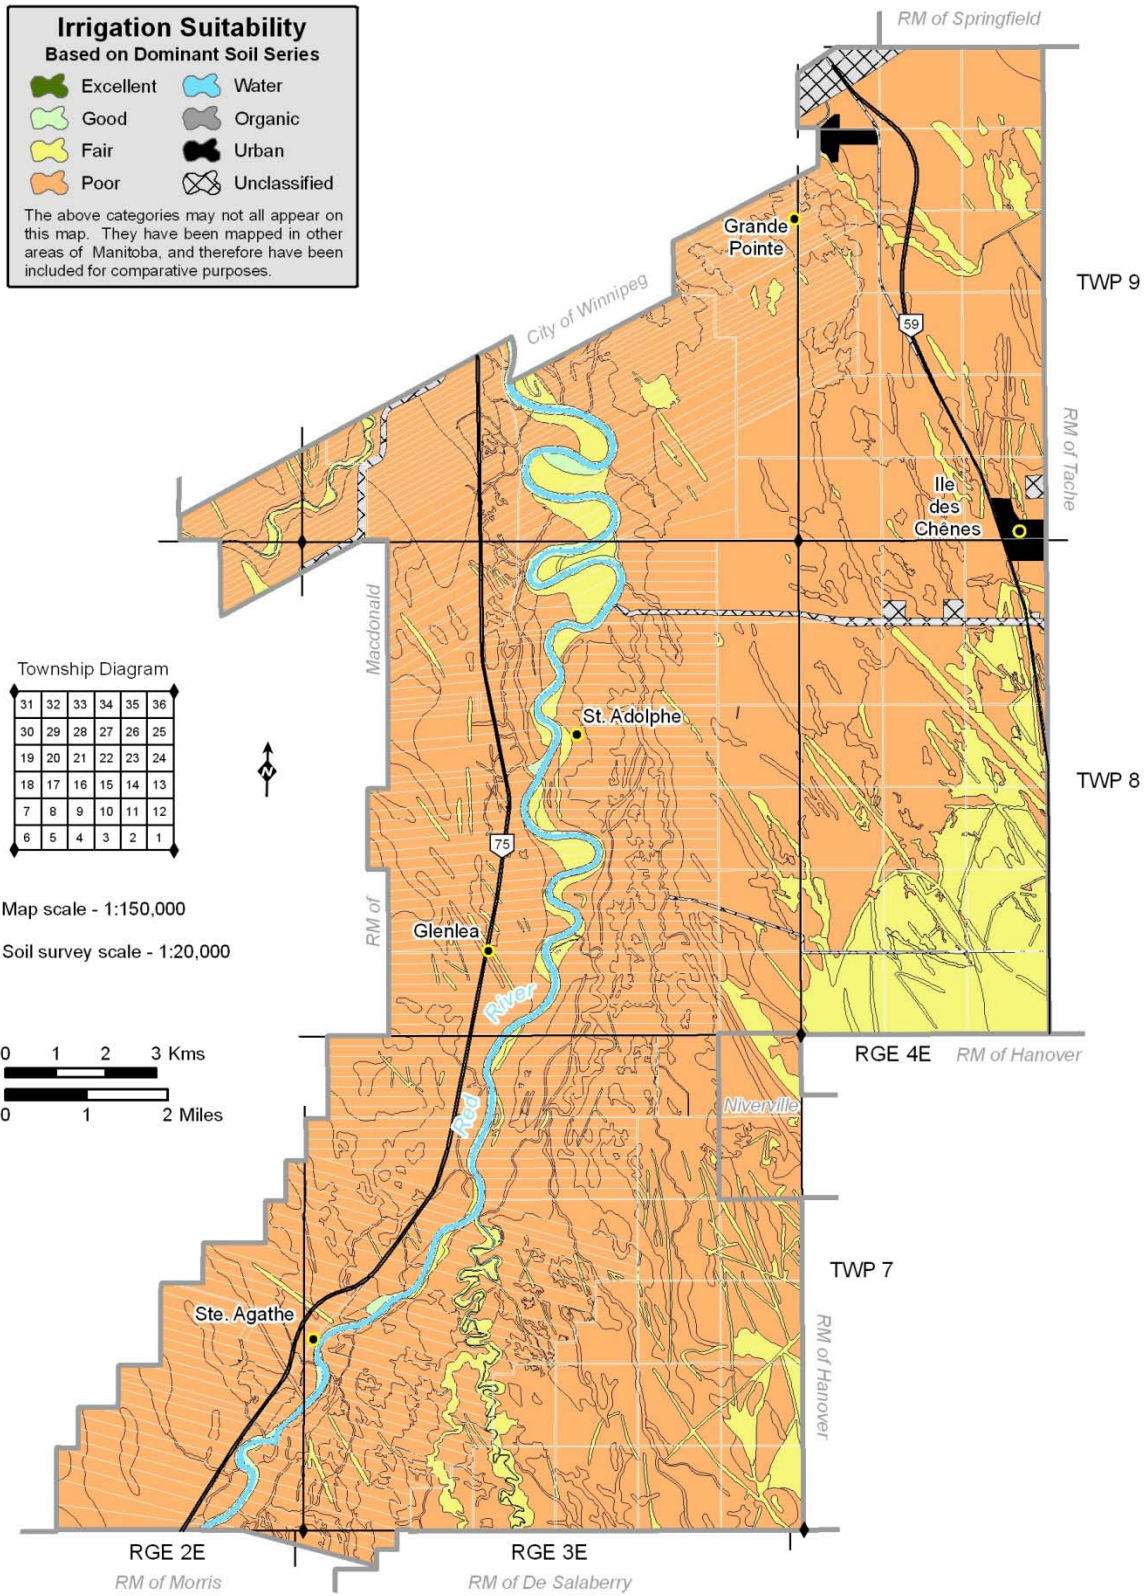 Irrigation Suitability
Based on Dominant Soil Series
Excellent
Water
Good
Organic
Fair
Urban
Poor
Unclassified
The above categories may not all appear on
this map. They have been mapped in other
areas of Manitoba, and therefore have been
included for comparative purposes.
RM of Springfield
Grande
Pointe
City of Winnipeg
TWP 9
59
RM of Tache
Ile
des
Chênes
Macdonald
Township Diagram
31 32 33 34 35 36
30 29 28 27 26 25
19 20 21 22 23 24
18 17 16 15 14 13
7 8 9 10 11 12
6 5 4 3 2 1
N
St. Adolphe
TWP 8
75
Map scale - 1:150,000
RM of
Glenlea
Soil survey scale - 1:20,000
River
0 1 2 3 Kms
0 1 2 Miles
RGE 4E
RM of Hanover
Red
Niverville
TWP 7
Ste. Agathe
RM of Hanover
RGE 2E
RGE 3E
RM of Morris
RM of De Salaberry